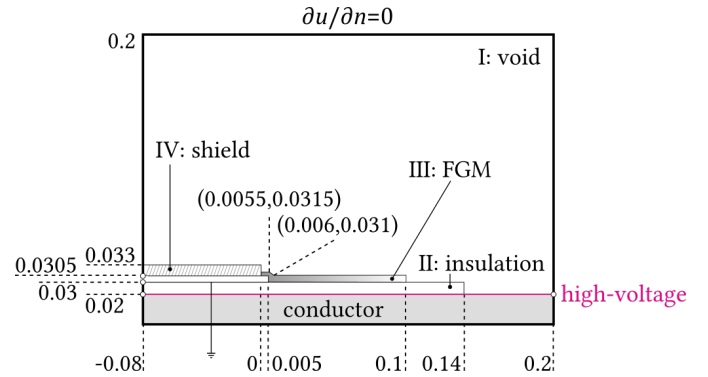 ∂u/∂n=0
0.2
I: void
IV: shield
III: FGM
(0.0055,0.0315)
(0.006,0.031)
0.033
0.0305
II: insulation
0.03
0.02
high-voltage
conductor
-0.08
0
0.005
0.1
0.14
0.2